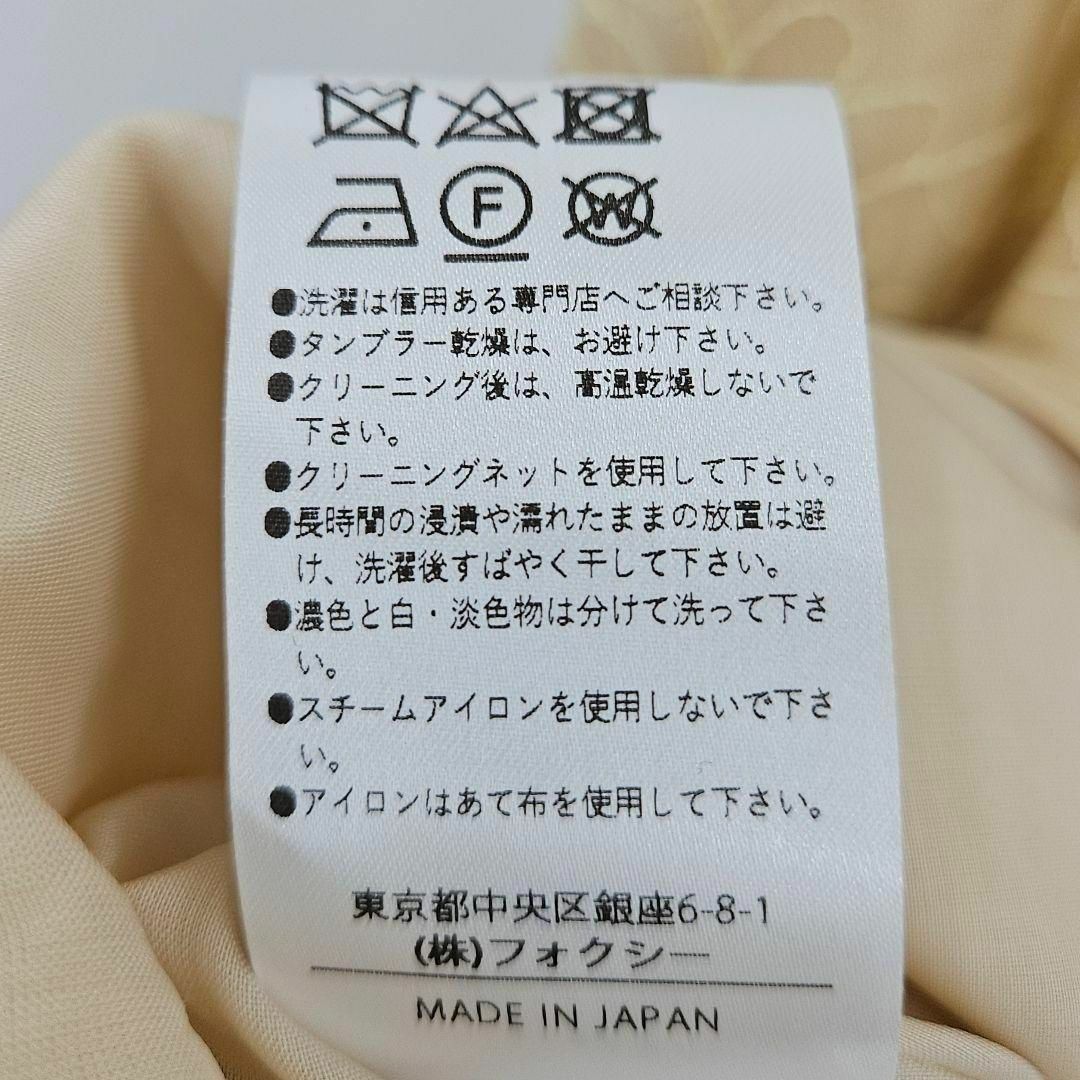 F W
●洗濯は信用ある専門店へご相談下さい。
●タンブラー乾燥は、お避け下さい。
●クリーニング後は、高温乾燥しないで
下さい。
●クリーニングネットを使用して下さい。
●長時間の浸漬や濡れたままの放置は避
け、洗濯後すばやく干して下さい。
●濃色と白・淡色物は分けて洗って下さ
い。
●スチームアイロンを使用しないで下さ
い。
●アイロンはあて布を使用して下さい。
東京都中央区銀座6-8-1
(株)フォクシー
MADE IN JAPAN